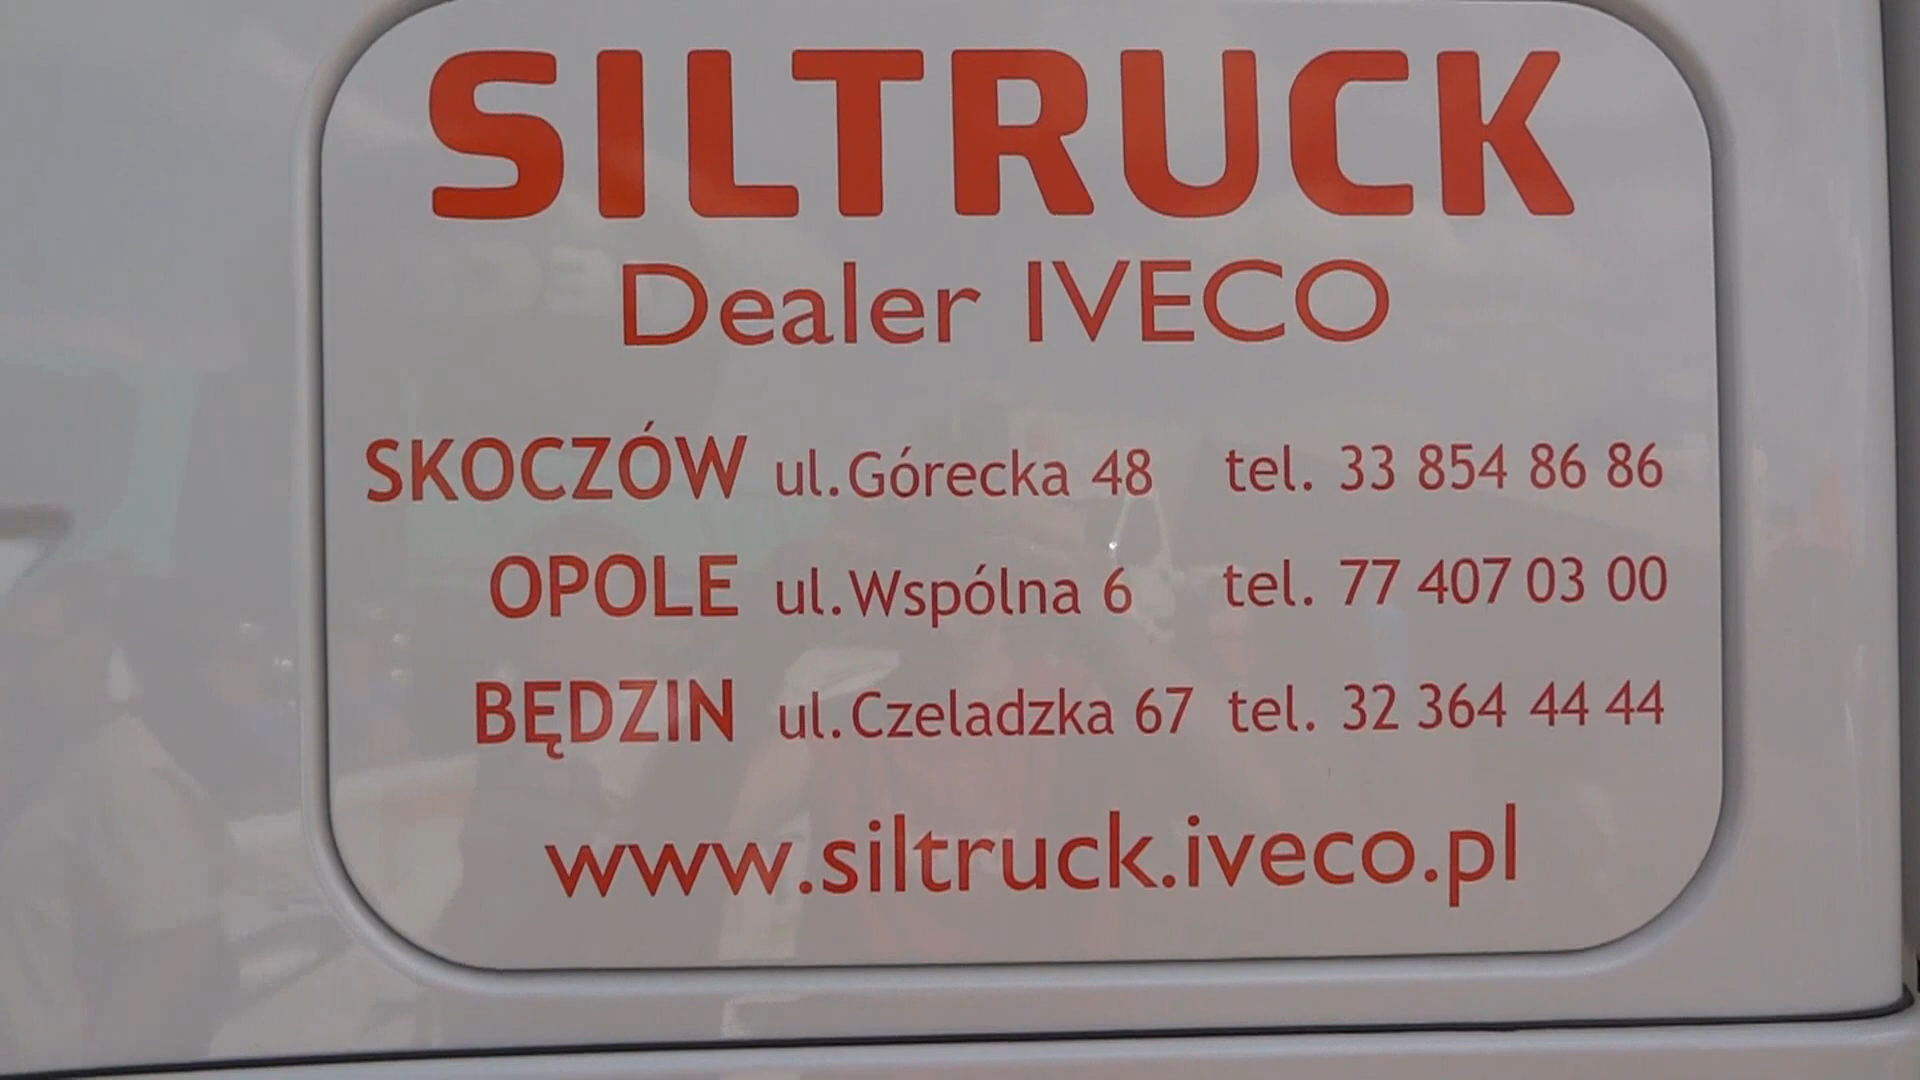 SILTRUCK
Dealer IVECO
SKOCZÓW ul.Górecka 48 tel. 33 854 86 86
OPOLE ul.Wspólna 6 tel. 77 407 03 00
BĘDZIN ul.Czeladzka 67 tel. 32 364 44 44
www.siltruck.iveco.pl